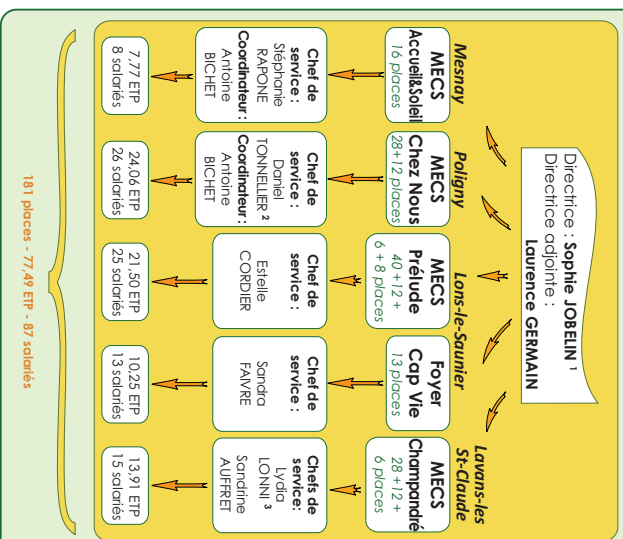 Directrice : Sophie JOBELIN ¹
Directrice adjointe :
Laurence GERMAIN
Mesnay
MECS
Accueil&Soleil
16 places
Chef de
service :
Stéphanie
RAPONE
Coordinateur :
Antoine
BICHET
7,77 ETP
8 salariés
Poligny
MECS
Chez Nous
28+12 places
Chef de
service :
Daniel
TONNELLIER ²
Coordinateur :
Antoine
BICHET
24,06 ETP
26 salariés
Lons-le-Saunier
MECS
Prélude
40+12+
6+8 places
Chef de
service :
Estelle
CORDIER
21,50 ETP
25 salariés
Foyer
Cap Vie
13 places
Chef de
service :
Sandra
FAIVRE
10,25 ETP
13 salariés
Lavans-les
St-Claude
MECS
Champandré
28+12+
6 places
Chefs de
service:
Lydia
LONNI ³
Sandrine
AUFFRET
13,91 ETP
15 salariés
181 places - 77,49 ETP - 87 salariés